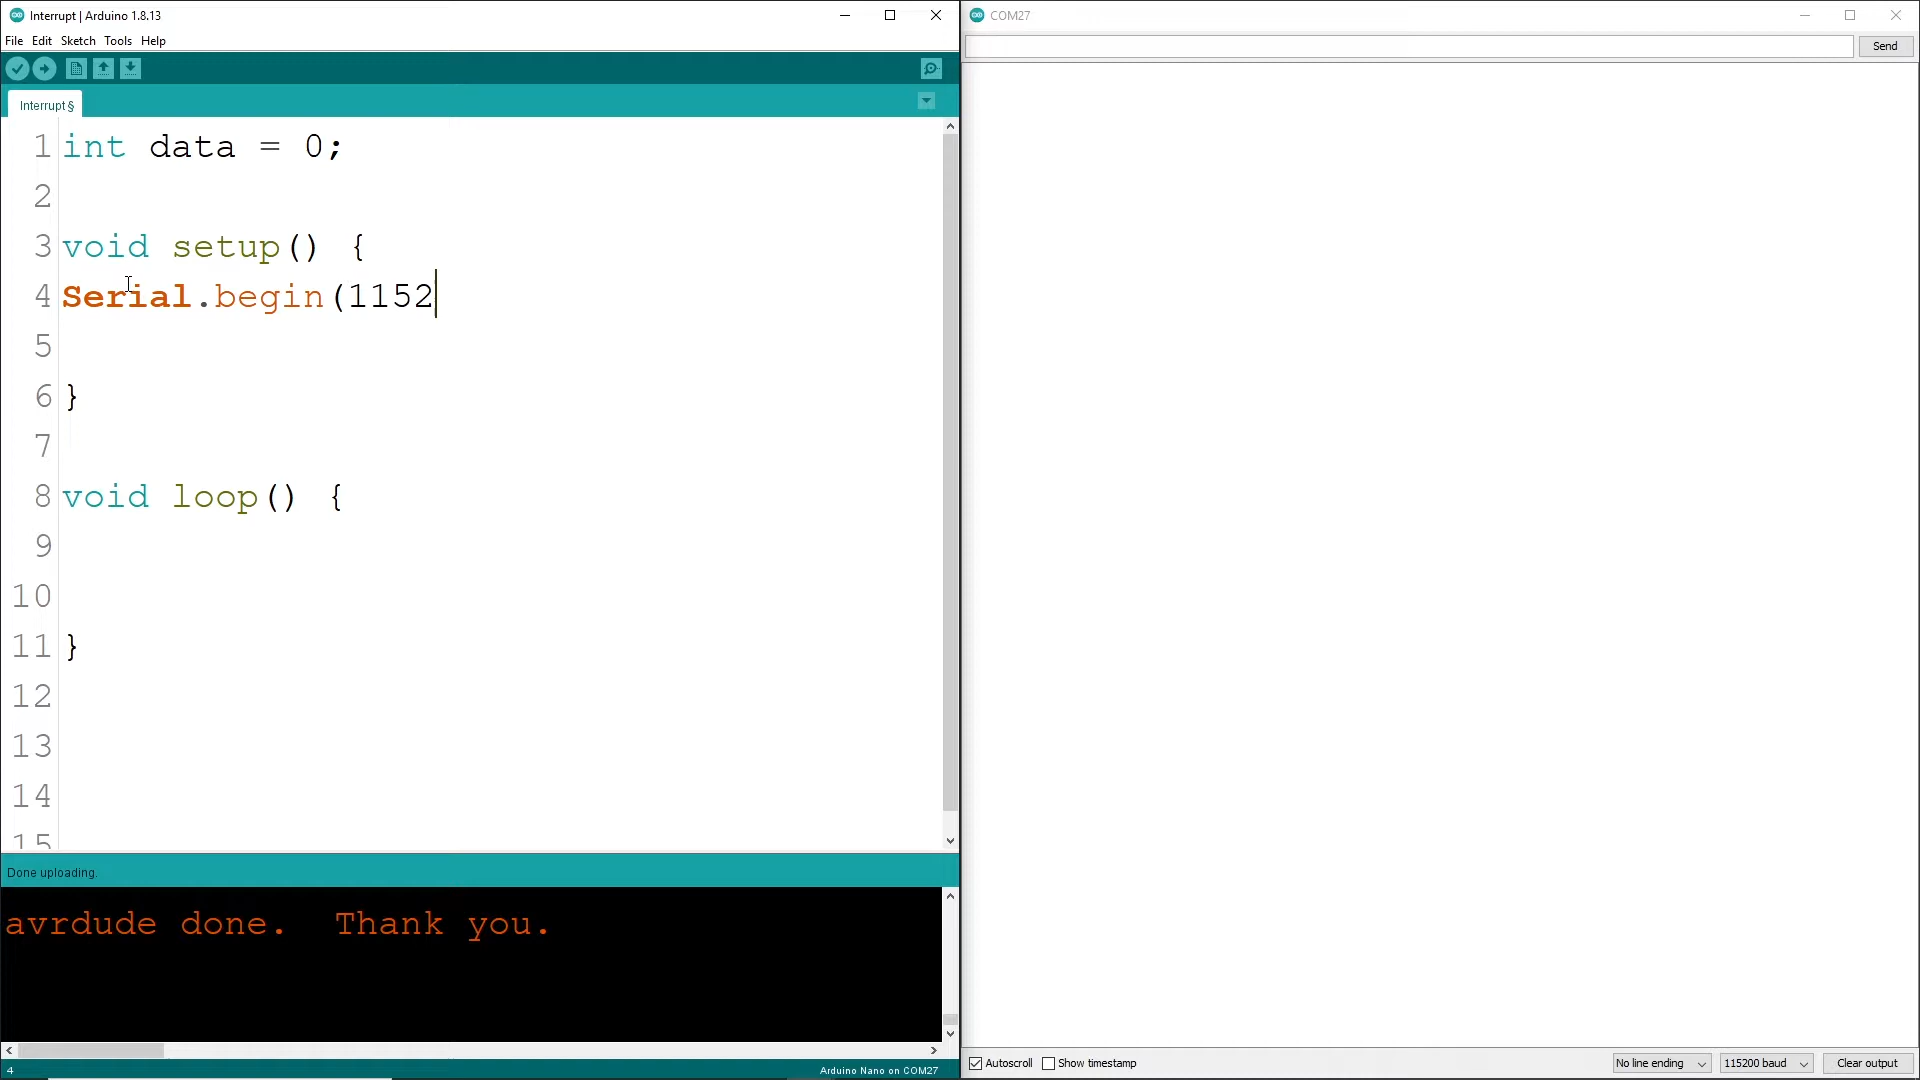 Interrupt | Arduino 1.8.13
File Edit Sketch Tools Help
Interrupt §
1 int data = 0;
2
3 void setup() {
4 Serial.begin(1152
5
6 }
7
8 void loop() {
9
10
11 }
12
13
14
15
Done uploading.
avrdude done.  Thank you.
4 Arduino Nano on COM27
COM27
Send
Autoscroll Show timestamp No line ending 115200 baud Clear output